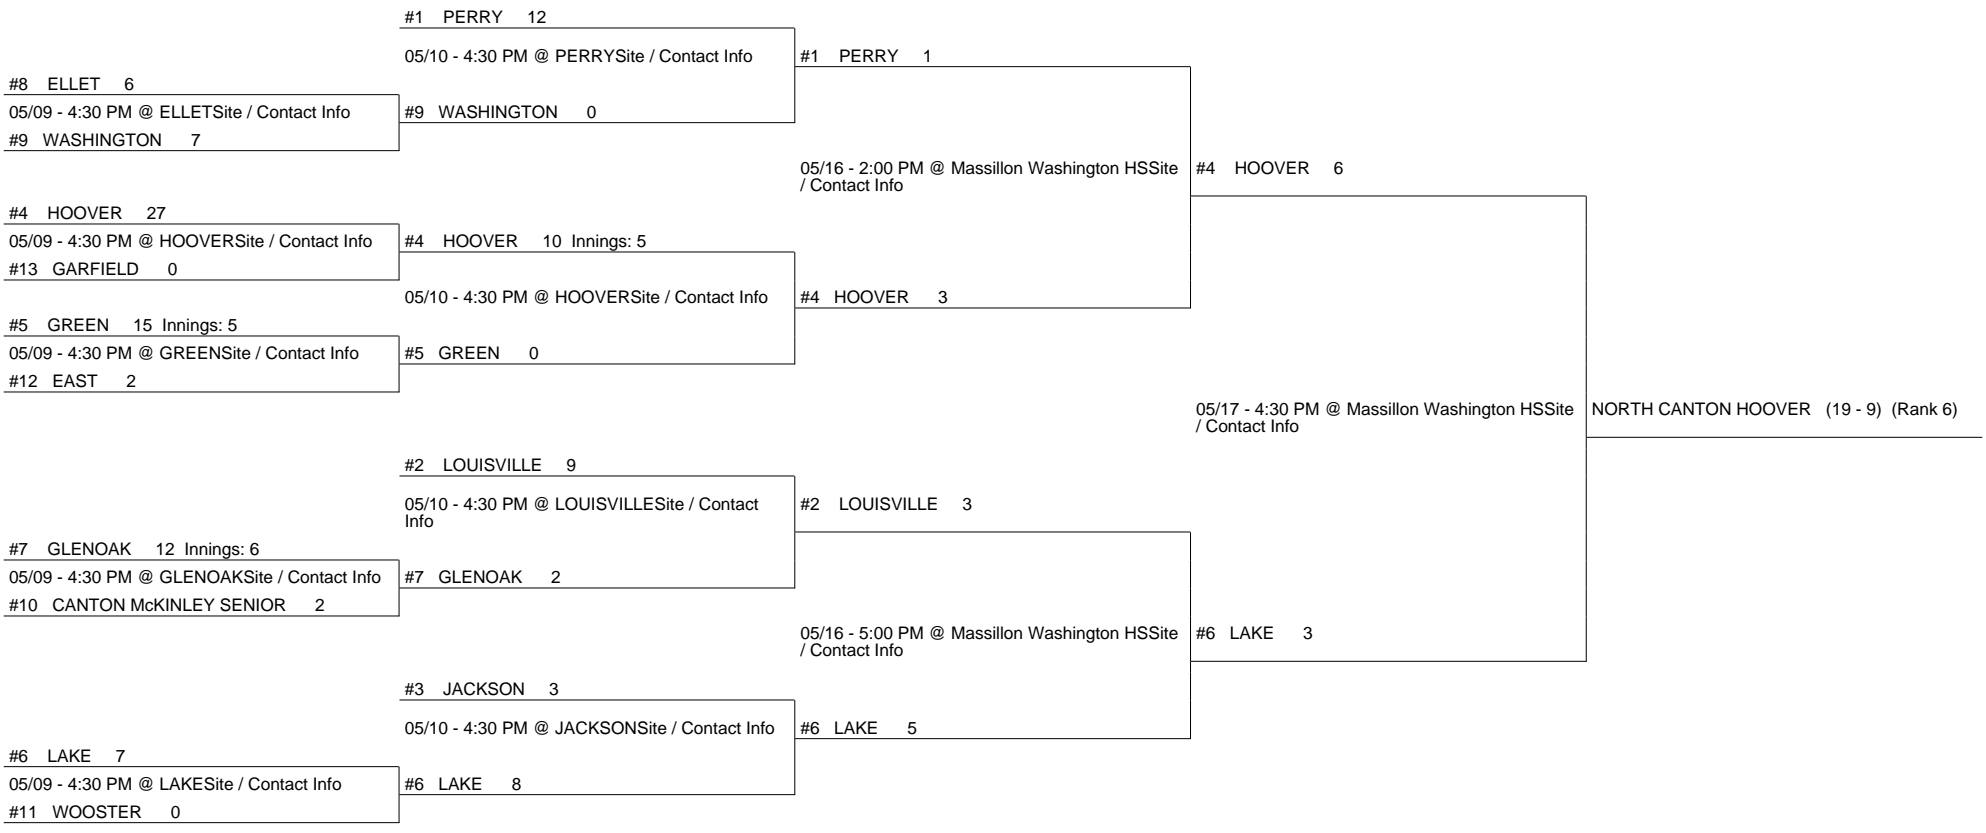 #1 PERRY 12
05/10 - 4:30 PM @ PERRYSite / Contact Info
#1 PERRY 1
#8 ELLET 6
05/09 - 4:30 PM @ ELLETSite / Contact Info
#9 WASHINGTON 0
#9 WASHINGTON 7
05/16 - 2:00 PM @ Massillon Washington HSSite
/ Contact Info
#4 HOOVER 6
#4 HOOVER 27
05/09 - 4:30 PM @ HOOVERSite / Contact Info
#4 HOOVER 10 Innings: 5
#13 GARFIELD 0
05/10 - 4:30 PM @ HOOVERSite / Contact Info
#4 HOOVER 3
#5 GREEN 15 Innings: 5
05/09 - 4:30 PM @ GREENSite / Contact Info
#5 GREEN 0
#12 EAST 2
05/17 - 4:30 PM @ Massillon Washington HSSite
/ Contact Info
NORTH CANTON HOOVER (19 - 9) (Rank 6)
#2 LOUISVILLE 9
05/10 - 4:30 PM @ LOUISVILLESite / Contact
Info
#2 LOUISVILLE 3
#7 GLENOAK 12 Innings: 6
05/09 - 4:30 PM @ GLENOAKSite / Contact Info
#7 GLENOAK 2
#10 CANTON McKINLEY SENIOR 2
05/16 - 5:00 PM @ Massillon Washington HSSite
/ Contact Info
#6 LAKE 3
#3 JACKSON 3
05/10 - 4:30 PM @ JACKSONSite / Contact Info
#6 LAKE 5
#6 LAKE 7
05/09 - 4:30 PM @ LAKESite / Contact Info
#6 LAKE 8
#11 WOOSTER 0